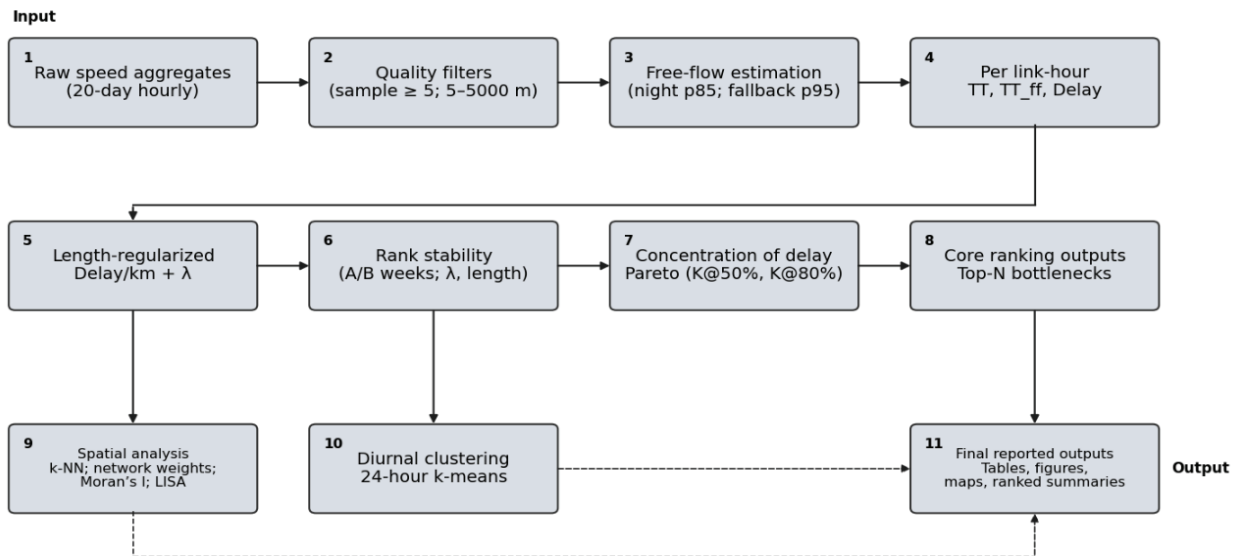 Input
1
Raw speed aggregates
(20-day hourly)
2
Quality filters
(sample ≥ 5; 5–5000 m)
3
Free-flow estimation
(night p85; fallback p95)
4
Per link-hour
TT, TT_ff, Delay
5
Length-regularized
Delay/km + λ
6
Rank stability
(A/B weeks; λ, length)
7
Concentration of delay
Pareto (K@50%, K@80%)
8
Core ranking outputs
Top-N bottlenecks
9
Spatial analysis
k-NN; network weights;
Moran’s I; LISA
10
Diurnal clustering
24-hour k-means
11
Final reported outputs
Tables, figures,
maps, ranked summaries
Output